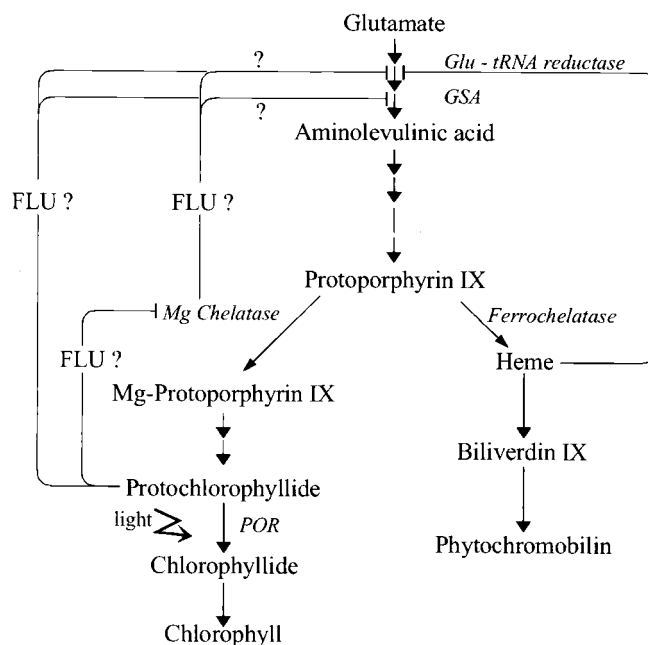 Glutamate
?
Glu - tRNA reductase
GSA
?
Aminolevulinic acid
FLU ?
FLU ?
Protoporphyrin IX
Mg Chelatase
Ferrochelatase
FLU ?
Heme
Mg-Protoporphyrin IX
Biliverdin IX
Protochlorophyllide
light
POR
Phytochromobilin
Chlorophyllide
Chlorophyll